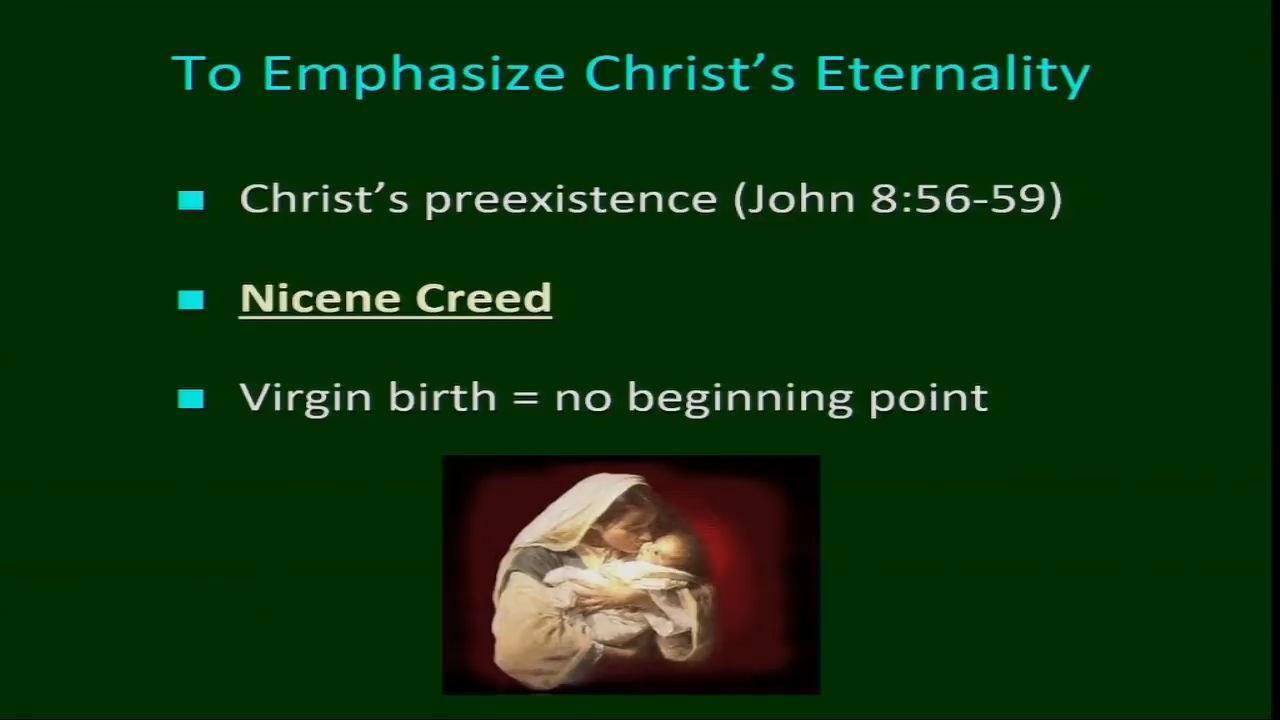 To Emphasize Christ’s Eternality
Christ’s preexistence (John 8:56-59)
Nicene Creed
Virgin birth = no beginning point